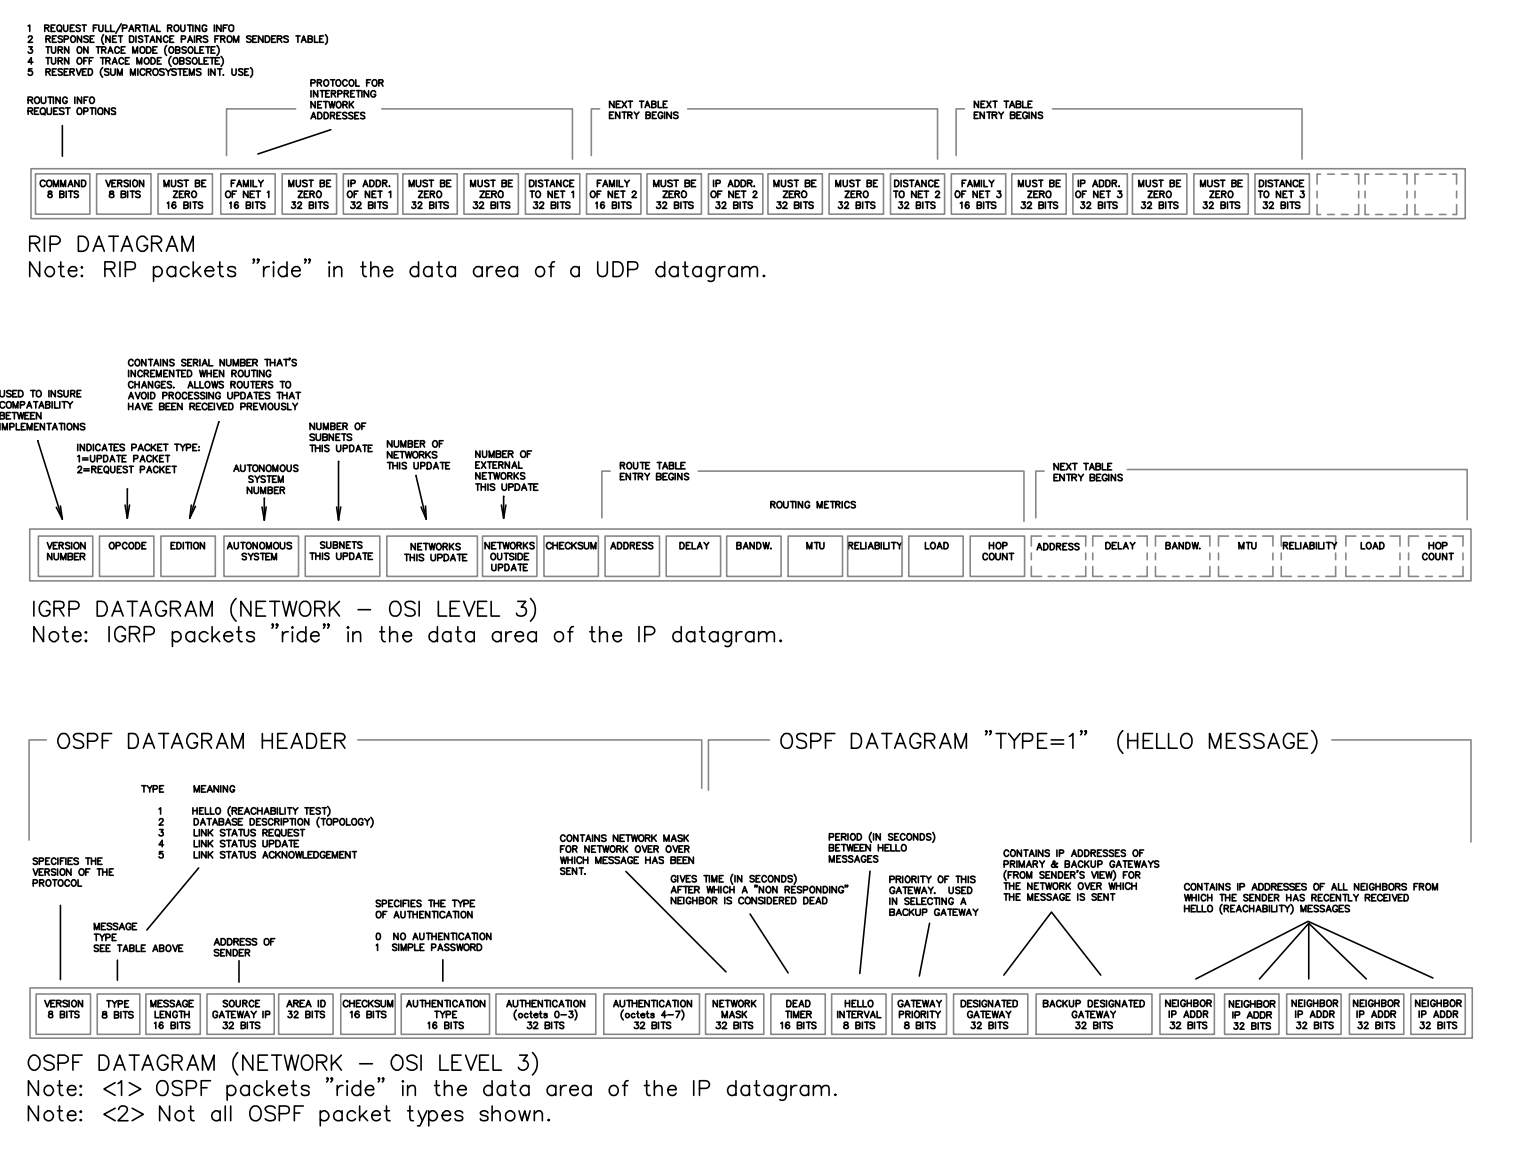 1 REQUEST FULL/PARTIAL ROUTING INFO
2 RESPONSE (NET DISTANCE PAIRS FROM SENDERS TABLE)
3 TURN ON TRACE MODE (OBSOLETE)
4 TURN OFF TRACE MODE (OBSOLETE)
5 RESERVED (SUM MICROSYSTEMS INT. USE)
ROUTING INFO
REQUEST OPTIONS
PROTOCOL FOR
INTERPRETING
NETWORK
ADDRESSES
NEXT TABLE
ENTRY BEGINS
NEXT TABLE
ENTRY BEGINS
COMMAND
8 BITS
VERSION
8 BITS
MUST BE
ZERO
16 BITS
FAMILY
OF NET 1
16 BITS
MUST BE
ZERO
32 BITS
IP ADDR.
OF NET 1
32 BITS
MUST BE
ZERO
32 BITS
MUST BE
ZERO
32 BITS
DISTANCE
TO NET 1
32 BITS
FAMILY
OF NET 2
16 BITS
MUST BE
ZERO
32 BITS
IP ADDR.
OF NET 2
32 BITS
MUST BE
ZERO
32 BITS
MUST BE
ZERO
32 BITS
DISTANCE
TO NET 2
32 BITS
FAMILY
OF NET 3
16 BITS
MUST BE
ZERO
32 BITS
IP ADDR.
OF NET 3
32 BITS
MUST BE
ZERO
32 BITS
MUST BE
ZERO
32 BITS
DISTANCE
TO NET 3
32 BITS
RIP DATAGRAM
Note: RIP packets "ride" in the data area of a UDP datagram.
USED TO INSURE
COMPATABILITY
BETWEEN
IMPLEMENTATIONS
INDICATES PACKET TYPE:
1=UPDATE PACKET
2=REQUEST PACKET
CONTAINS SERIAL NUMBER THAT'S
INCREMENTED WHEN ROUTING
CHANGES. ALLOWS ROUTERS TO
AVOID PROCESSING UPDATES THAT
HAVE BEEN RECEIVED PREVIOUSLY
AUTONOMOUS
SYSTEM
NUMBER
NUMBER OF
SUBNETS
THIS UPDATE
NUMBER OF
NETWORKS
THIS UPDATE
NUMBER OF
EXTERNAL
NETWORKS
THIS UPDATE
ROUTE TABLE
ENTRY BEGINS
ROUTING METRICS
NEXT TABLE
ENTRY BEGINS
VERSION
NUMBER
OPCODE
EDITION
AUTONOMOUS
SYSTEM
SUBNETS
THIS UPDATE
NETWORKS
THIS UPDATE
NETWORKS
OUTSIDE
UPDATE
CHECKSUM
ADDRESS
DELAY
BANDW.
MTU
RELIABILITY
LOAD
HOP
COUNT
ADDRESS
DELAY
BANDW.
MTU
RELIABILITY
LOAD
HOP
COUNT
IGRP DATAGRAM (NETWORK – OSI LEVEL 3)
Note: IGRP packets "ride" in the data area of the IP datagram.
OSPF DATAGRAM HEADER
OSPF DATAGRAM "TYPE=1" (HELLO MESSAGE)
TYPE MEANING
1 HELLO (REACHABILITY TEST)
2 DATABASE DESCRIPTION (TOPOLOGY)
3 LINK STATUS REQUEST
4 LINK STATUS UPDATE
5 LINK STATUS ACKNOWLEDGEMENT
SPECIFIES THE
VERSION OF THE
PROTOCOL
MESSAGE
TYPE
SEE TABLE ABOVE
ADDRESS OF
SENDER
SPECIFIES THE TYPE
OF AUTHENTICATION
0 NO AUTHENTICATION
1 SIMPLE PASSWORD
CONTAINS NETWORK MASK
FOR NETWORK OVER OVER
WHICH MESSAGE HAS BEEN
SENT.
GIVES TIME (IN SECONDS)
AFTER WHICH A "NON RESPONDING"
NEIGHBOR IS CONSIDERED DEAD
PERIOD (IN SECONDS)
BETWEEN HELLO
MESSAGES
PRIORITY OF THIS
GATEWAY. USED
IN SELECTING A
BACKUP GATEWAY
CONTAINS IP ADDRESSES OF
PRIMARY & BACKUP GATEWAYS
(FROM SENDER'S VIEW) FOR
THE NETWORK OVER WHICH
THE MESSAGE IS SENT
CONTAINS IP ADDRESSES OF ALL NEIGHBORS FROM
WHICH THE SENDER HAS RECENTLY RECEIVED
HELLO (REACHABILITY) MESSAGES
VERSION
8 BITS
TYPE
8 BITS
MESSAGE
LENGTH
16 BITS
SOURCE
GATEWAY IP
32 BITS
AREA ID
32 BITS
CHECKSUM
16 BITS
AUTHENTICATION
TYPE
16 BITS
AUTHENTICATION
(octets 0–3)
32 BITS
AUTHENTICATION
(octets 4–7)
32 BITS
NETWORK
MASK
32 BITS
DEAD
TIMER
16 BITS
HELLO
INTERVAL
8 BITS
GATEWAY
PRIORITY
8 BITS
DESIGNATED
GATEWAY
32 BITS
BACKUP DESIGNATED
GATEWAY
32 BITS
NEIGHBOR
IP ADDR
32 BITS
NEIGHBOR
IP ADDR
32 BITS
NEIGHBOR
IP ADDR
32 BITS
NEIGHBOR
IP ADDR
32 BITS
NEIGHBOR
IP ADDR
32 BITS
OSPF DATAGRAM (NETWORK – OSI LEVEL 3)
Note: <1> OSPF packets "ride" in the data area of the IP datagram.
Note: <2> Not all OSPF packet types shown.